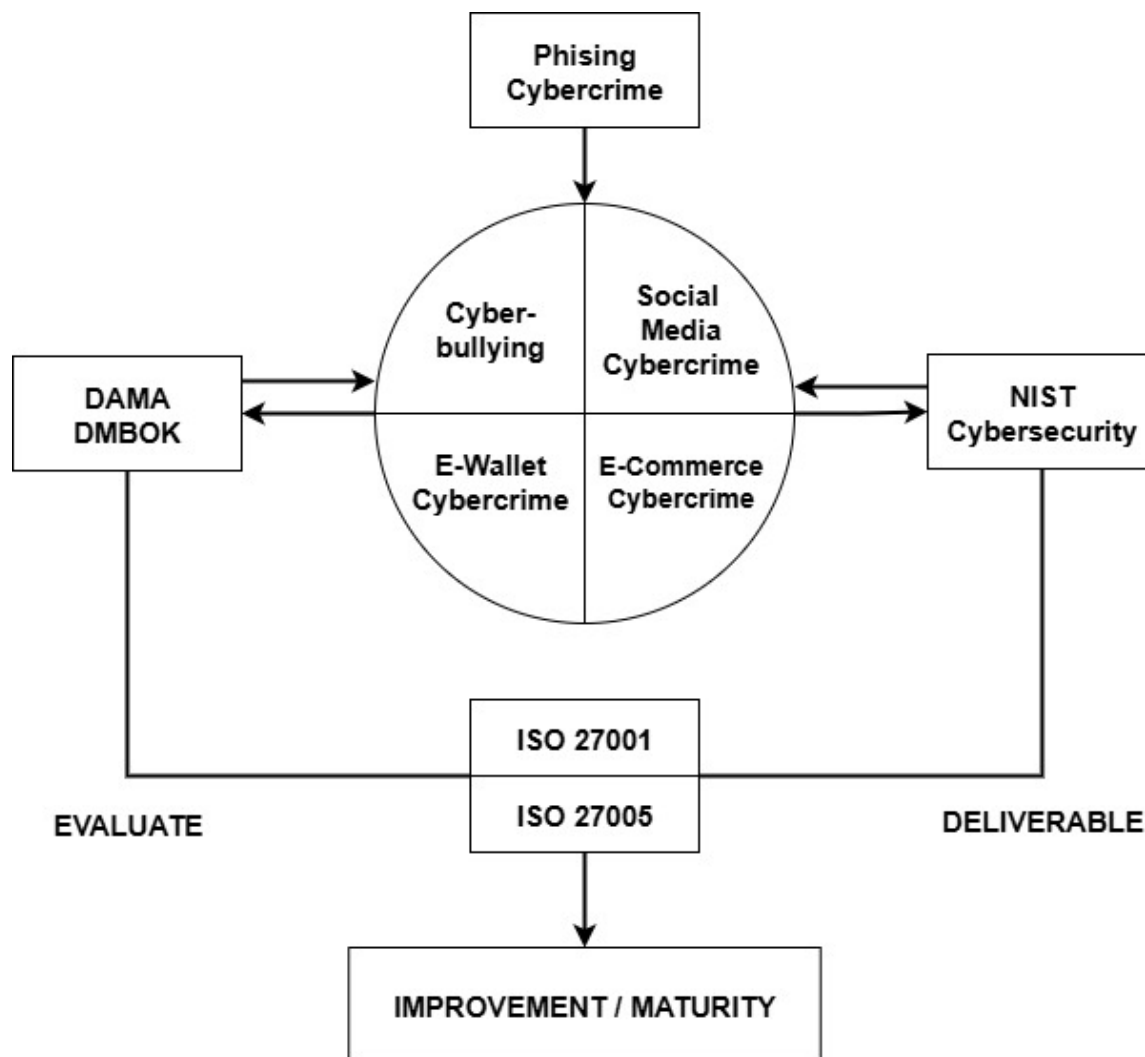 Phising
Cybercrime
Cyber-
bullying
Social
Media
Cybercrime
DAMA
DMBOK
NIST
Cybersecurity
E-Wallet
Cybercrime
E-Commerce
Cybercrime
ISO 27001
ISO 27005
EVALUATE
DELIVERABLE
IMPROVEMENT / MATURITY